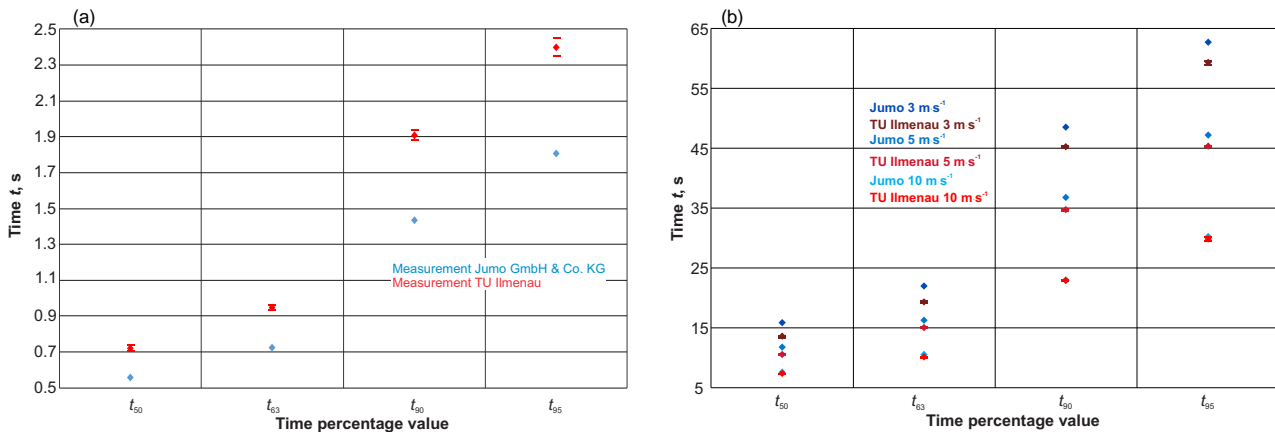 (a)
Time t, s
2.5
2.3
2.1
1.9
1.7
1.5
1.3
1.1
0.9
0.7
0.5
Measurement Jumo GmbH & Co. KG
Measurement TU Ilmenau
t50 t63 t90 t95
Time percentage value
(b)
Time t, s
65
55
45
35
25
15
5
Jumo 3 m s-1
TU Ilmenau 3 m s-1
Jumo 5 m s-1
TU Ilmenau 5 m s-1
Jumo 10 m s-1
TU Ilmenau 10 m s-1
t50 t63 t90 t95
Time percentage value